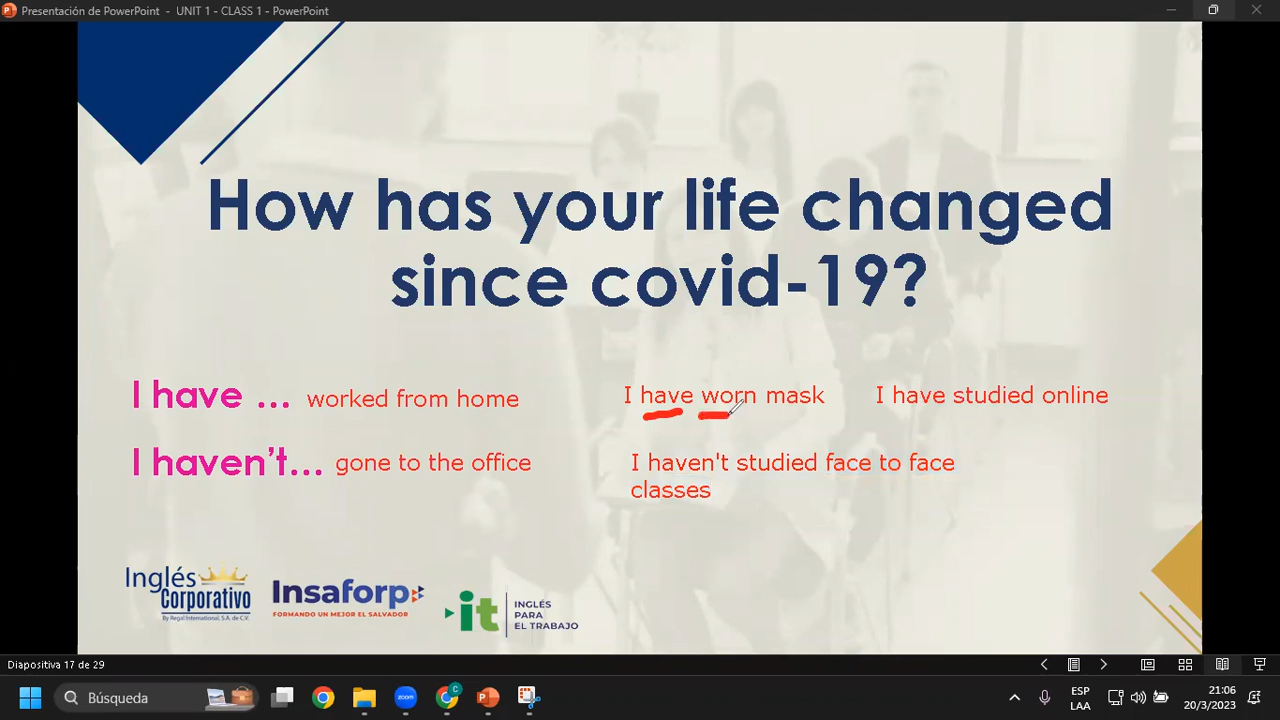 Presentación de PowerPoint - UNIT 1 - CLASS 1 - PowerPoint
How has your life changed
since covid-19?
I have ... worked from home
I have worn mask
I have studied online
I haven't... gone to the office
I haven't studied face to face
classes
Inglés
Corporativo
By Regal International, S.A. de C.V.
Insaforp
FORMANDO UN MEJOR EL SALVADOR
it
INGLÉS
PARA
EL TRABAJO
Diapositiva 17 de 29
Búsqueda
ESP
LAA
21:06
20/3/2023